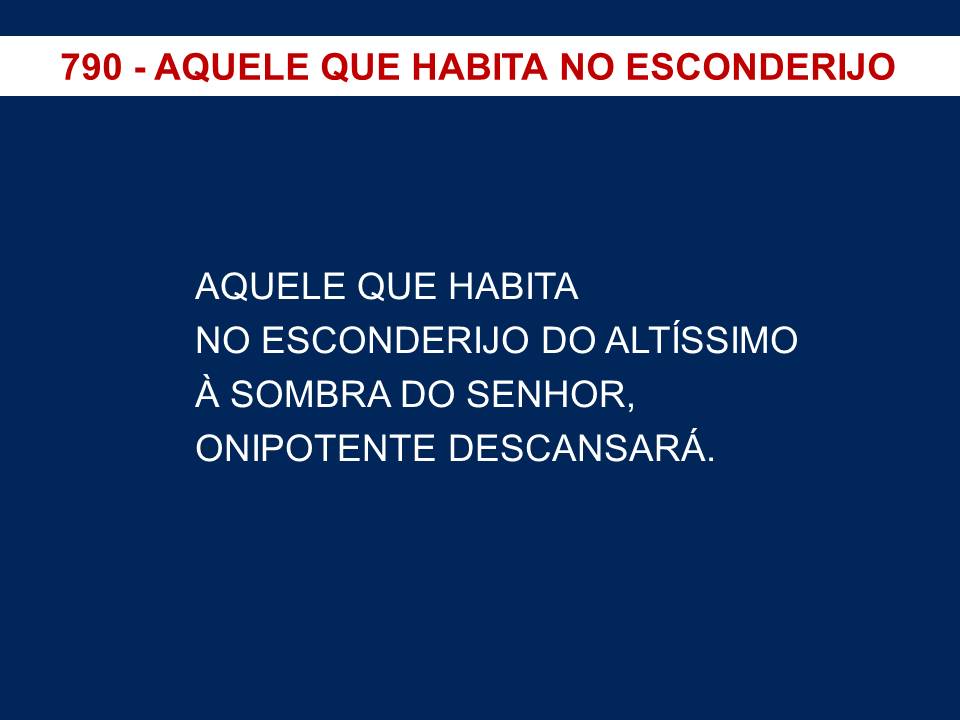 790 - AQUELE QUE HABITA NO ESCONDERIJO
AQUELE QUE HABITA
NO ESCONDERIJO DO ALTÍSSIMO
À SOMBRA DO SENHOR,
ONIPOTENTE DESCANSARÁ.